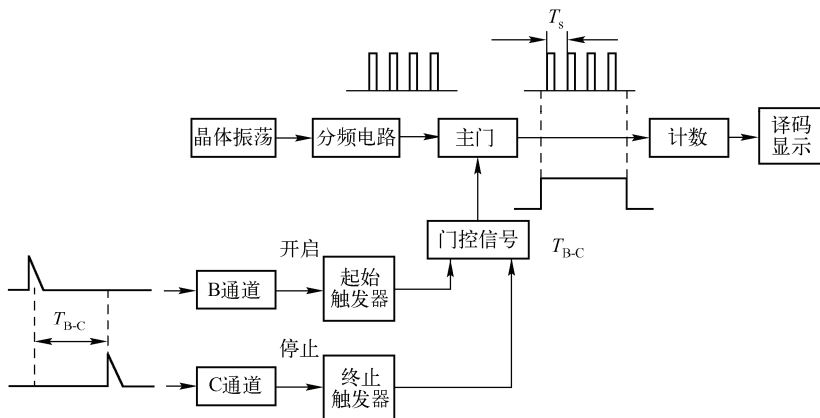 Ts
晶体振荡
分频电路
主门
计数
译码
显示
门控信号
TB-C
开启
B通道
起始
触发器
TB-C
停止
C通道
终止
触发器